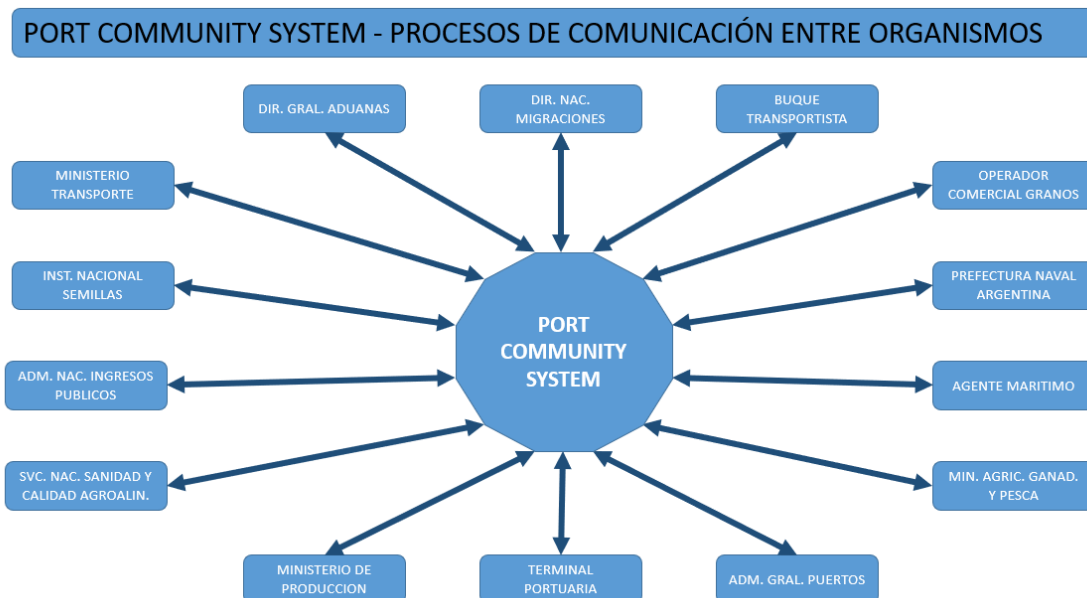 PORT COMMUNITY SYSTEM - PROCESOS DE COMUNICACIÓN ENTRE ORGANISMOS
DIR. GRAL. ADUANAS
DIR. NAC.
MIGRACIONES
BUQUE
TRANSPORTISTA
MINISTERIO
TRANSPORTE
OPERADOR
COMERCIAL GRANOS
INST. NACIONAL
SEMILLAS
PREFECTURA NAVAL
ARGENTINA
PORT
COMMUNITY
SYSTEM
ADM. NAC. INGRESOS
PUBLICOS
AGENTE MARITIMO
SVC. NAC. SANIDAD Y
CALIDAD AGROALIN.
MIN. AGRIC. GANAD.
Y PESCA
MINISTERIO DE
PRODUCCION
TERMINAL
PORTUARIA
ADM. GRAL. PUERTOS